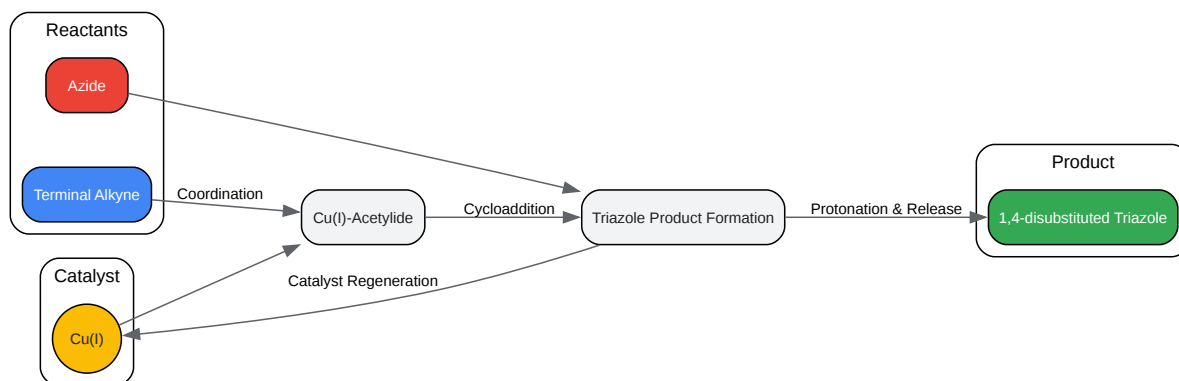 Reactants
Azide
Terminal Alkyne
Coordination
Cu(I)-Acetylide
Cycloaddition
Triazole Product Formation
Protonation & Release
Product
1,4-disubstituted Triazole
Catalyst
Cu(I)
Catalyst Regeneration